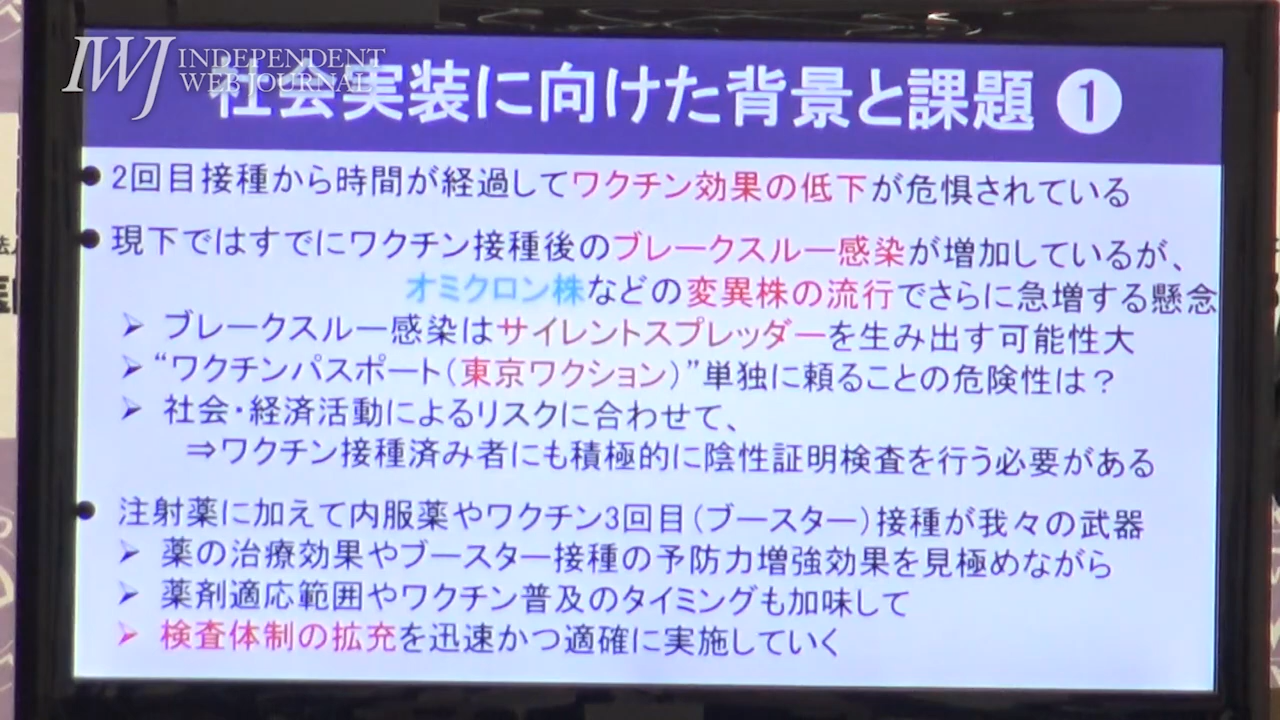 IWJ INDEPENDENT
WEB JOURNAL
社会実装に向けた背景と課題 ❶
● 2回目接種から時間が経過してワクチン効果の低下が危惧されている
● 現下ではすでにワクチン接種後のブレークスルー感染が増加しているが、
オミクロン株などの変異株の流行でさらに急増する懸念
➢ ブレークスルー感染はサイレントスプレッダーを生み出す可能性大
➢ “ワクチンパスポート(東京ワクション)”単独に頼ることの危険性は?
➢ 社会・経済活動によるリスクに合わせて、
⇒ワクチン接種済み者にも積極的に陰性証明検査を行う必要がある
● 注射薬に加えて内服薬やワクチン3回目(ブースター)接種が我々の武器
➢ 薬の治療効果やブースター接種の予防力増強効果を見極めながら
➢ 薬剤適応範囲やワクチン普及のタイミングも加味して
➢ 検査体制の拡充を迅速かつ適確に実施していく